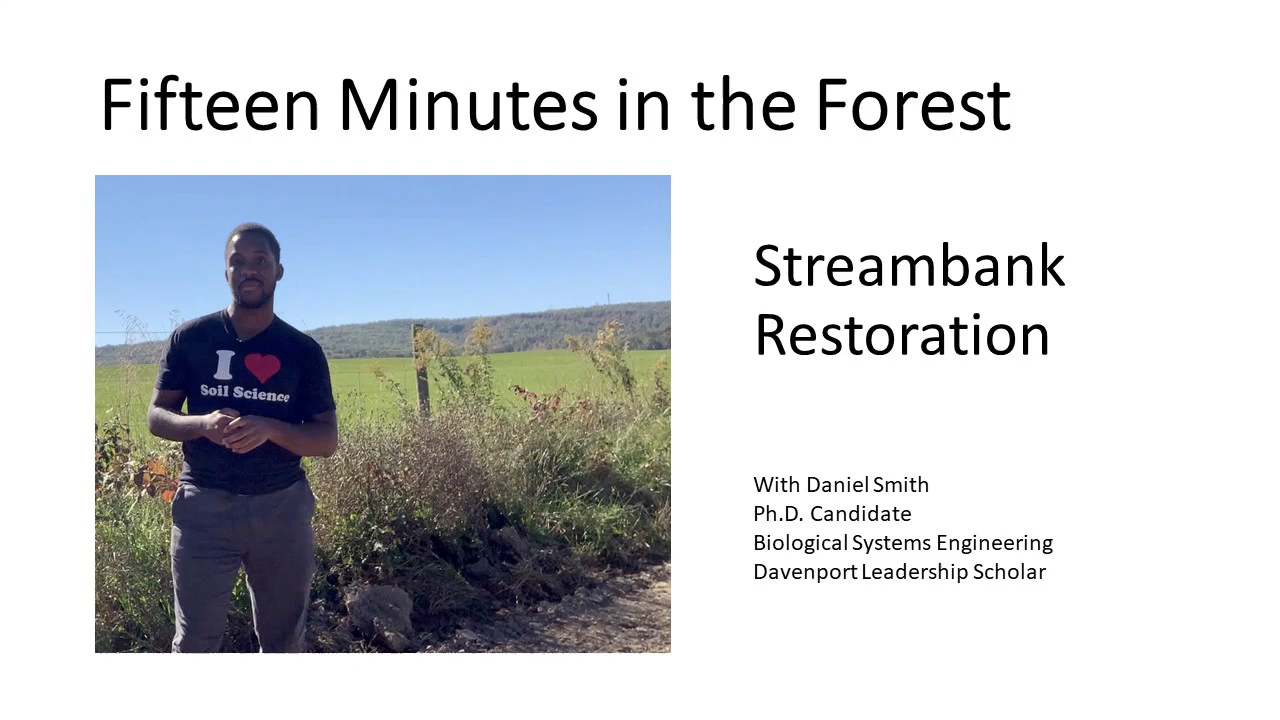 Fifteen Minutes in the Forest
I
Soil Science
Streambank
Restoration
With Daniel Smith
Ph.D. Candidate
Biological Systems Engineering
Davenport Leadership Scholar